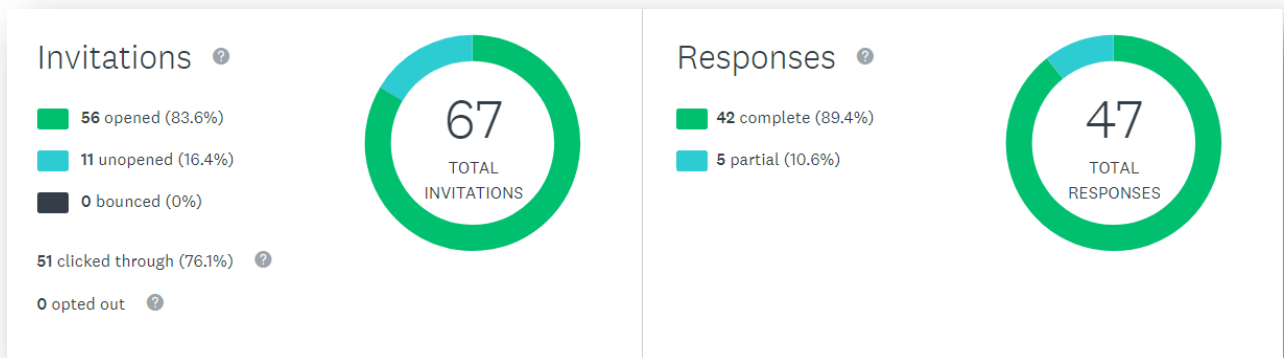 Invitations ?
56 opened (83.6%)
11 unopened (16.4%)
0 bounced (0%)
51 clicked through (76.1%) ?
0 opted out ?
67
TOTAL
INVITATIONS
Responses ?
42 complete (89.4%)
5 partial (10.6%)
47
TOTAL
RESPONSES